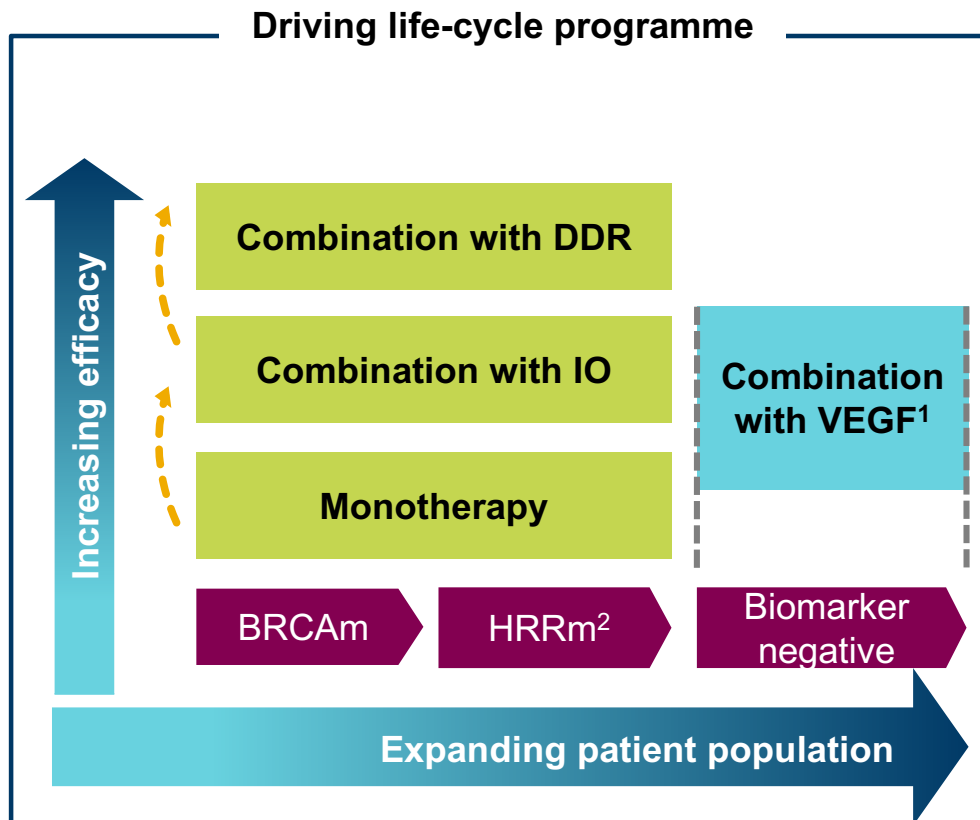 Driving life-cycle programme
Increasing efficacy
Combination with DDR
Combination with IO
Monotherapy
Combination
with VEGF¹
BRCAm
HRRm²
Biomarker
negative
Expanding patient population